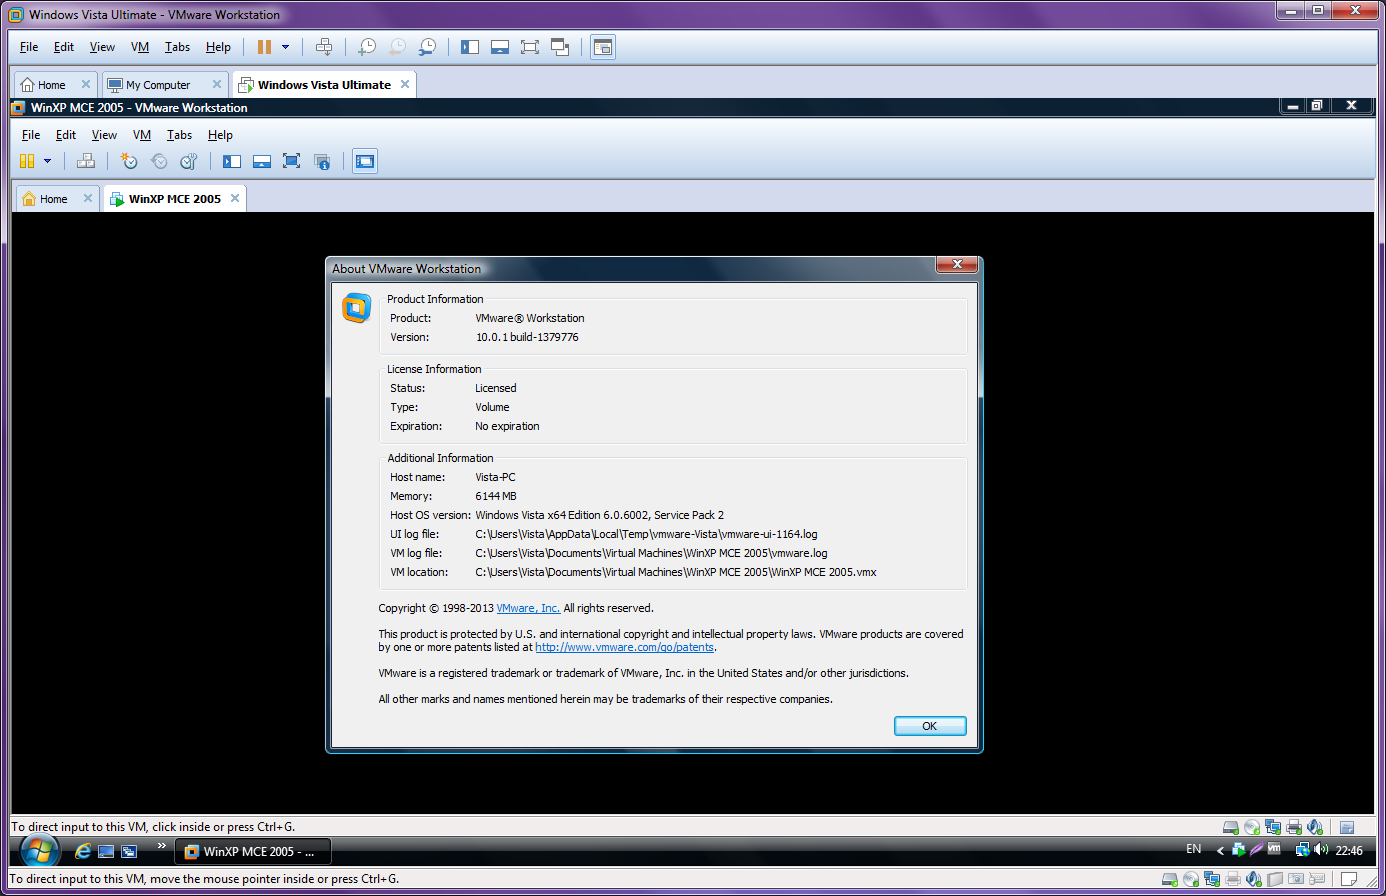 Windows Vista Ultimate - VMware Workstation
File Edit View VM Tabs Help
Home My Computer Windows Vista Ultimate
WinXP MCE 2005 - VMware Workstation
File Edit View VM Tabs Help
Home WinXP MCE 2005
About VMware Workstation
Product Information
Product: VMware® Workstation
Version: 10.0.1 build-1379776
License Information
Status: Licensed
Type: Volume
Expiration: No expiration
Additional Information
Host name: Vista-PC
Memory: 6144 MB
Host OS version: Windows Vista x64 Edition 6.0.6002, Service Pack 2
UI log file: C:\Users\Vista\AppData\Local\Temp\vmware-Vista\vmware-ui-1164.log
VM log file: C:\Users\Vista\Documents\Virtual Machines\WinXP MCE 2005\vmware.log
VM location: C:\Users\Vista\Documents\Virtual Machines\WinXP MCE 2005\WinXP MCE 2005.vmx
Copyright © 1998-2013 VMware, Inc. All rights reserved.
This product is protected by U.S. and international copyright and intellectual property laws. VMware products are covered
by one or more patents listed at http://www.vmware.com/go/patents.
VMware is a registered trademark or trademark of VMware, Inc. in the United States and/or other jurisdictions.
All other marks and names mentioned herein may be trademarks of their respective companies.
OK
To direct input to this VM, click inside or press Ctrl+G.
WinXP MCE 2005 - ... EN vm 22:46
To direct input to this VM, move the mouse pointer inside or press Ctrl+G.